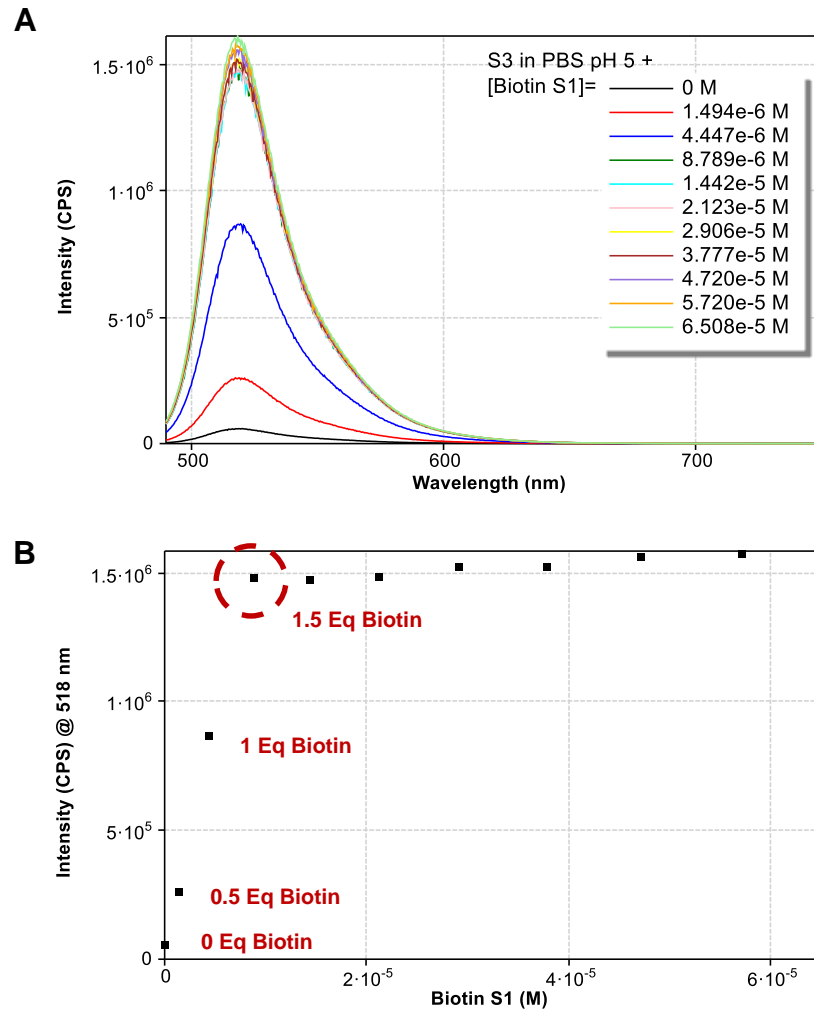 A
S3 in PBS pH 5 +
[Biotin S1]=
0 M
1.494e-6 M
4.447e-6 M
8.789e-6 M
1.442e-5 M
2.123e-5 M
2.906e-5 M
3.777e-5 M
4.720e-5 M
5.720e-5 M
6.508e-5 M
1.5·10⁶
1·10⁶
5·10⁵
0
Intensity (CPS)
500
600
700
Wavelength (nm)
B
1.5·10⁶
1·10⁶
5·10⁵
0
Intensity (CPS) @ 518 nm
1.5 Eq Biotin
1 Eq Biotin
0.5 Eq Biotin
0 Eq Biotin
0
2·10⁻⁵
4·10⁻⁵
6·10⁻⁵
Biotin S1 (M)